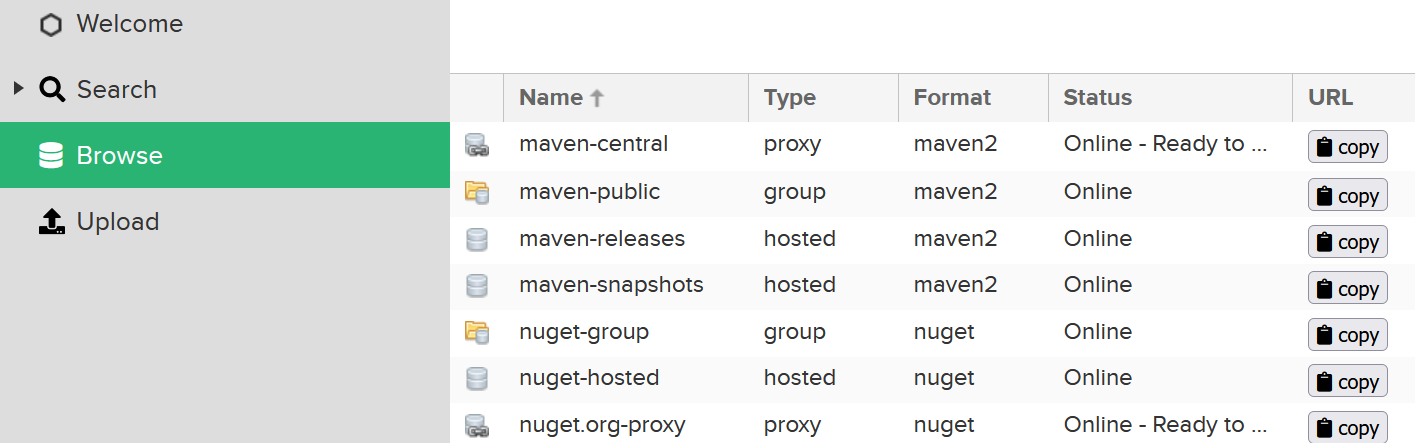 Welcome
Search
Browse
Upload
Name Type Format Status URL
maven-central proxy maven2 Online - Ready to ... copy
maven-public group maven2 Online copy
maven-releases hosted maven2 Online copy
maven-snapshots hosted maven2 Online copy
nuget-group group nuget Online copy
nuget-hosted hosted nuget Online copy
nuget.org-proxy proxy nuget Online - Ready to ... copy